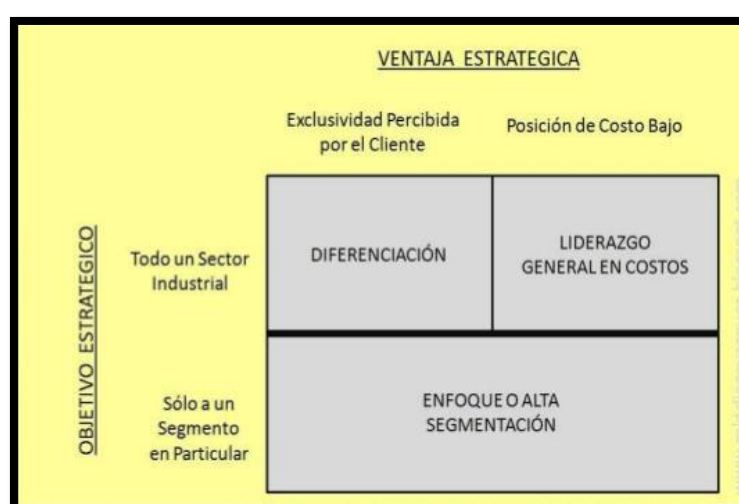 VENTAJA ESTRATEGICA
Exclusividad Percibida
por el Cliente
Posición de Costo Bajo
OBJETIVO ESTRATEGICO
Todo un Sector
Industrial
DIFERENCIACIÓN
LIDERAZGO
GENERAL EN COSTOS
Sólo a un
Segmento
en Particular
ENFOQUE O ALTA
SEGMENTACIÓN